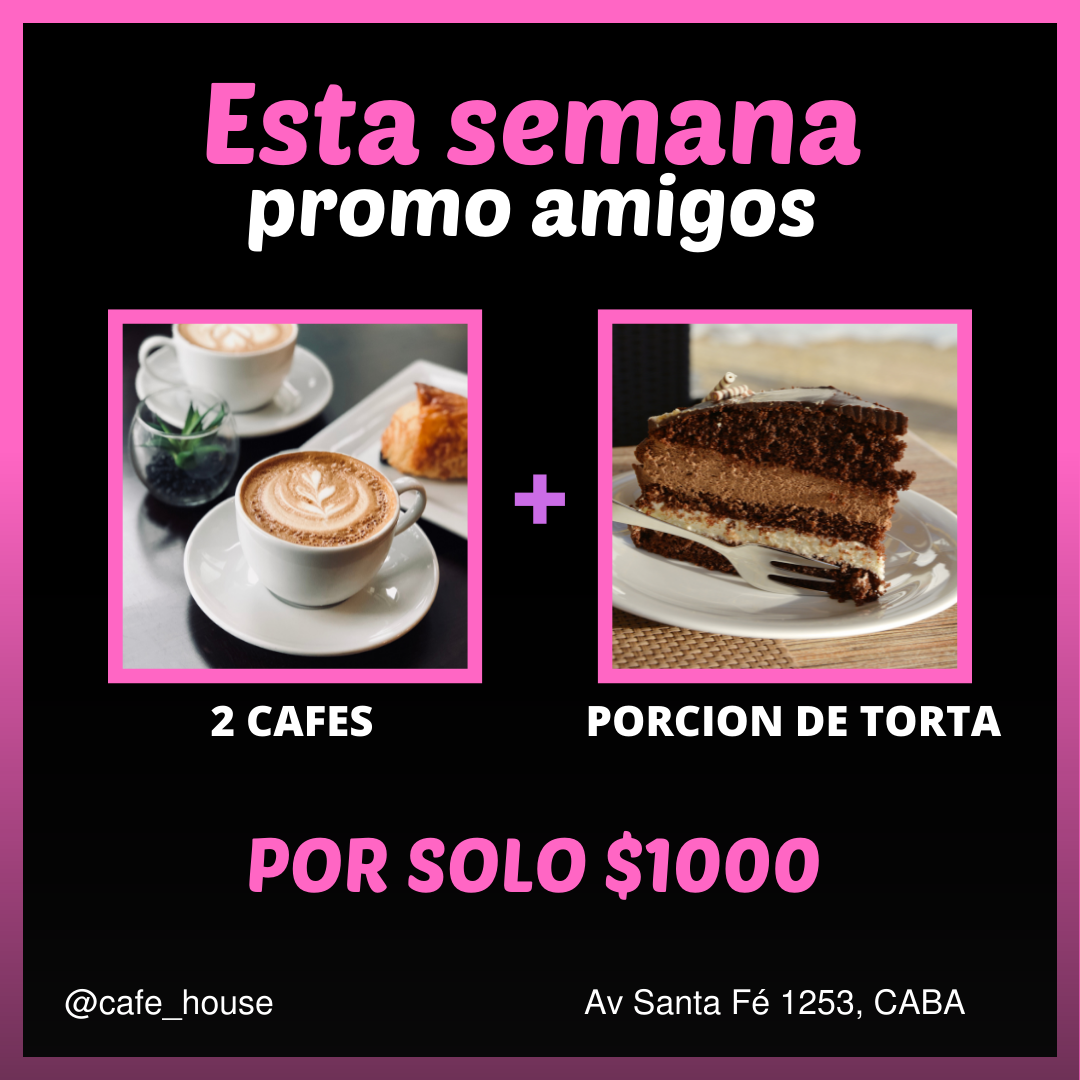 Esta semana
promo amigos
2 CAFES
PORCION DE TORTA
POR SOLO $1000
@cafe_house
Av Santa Fé 1253, CABA